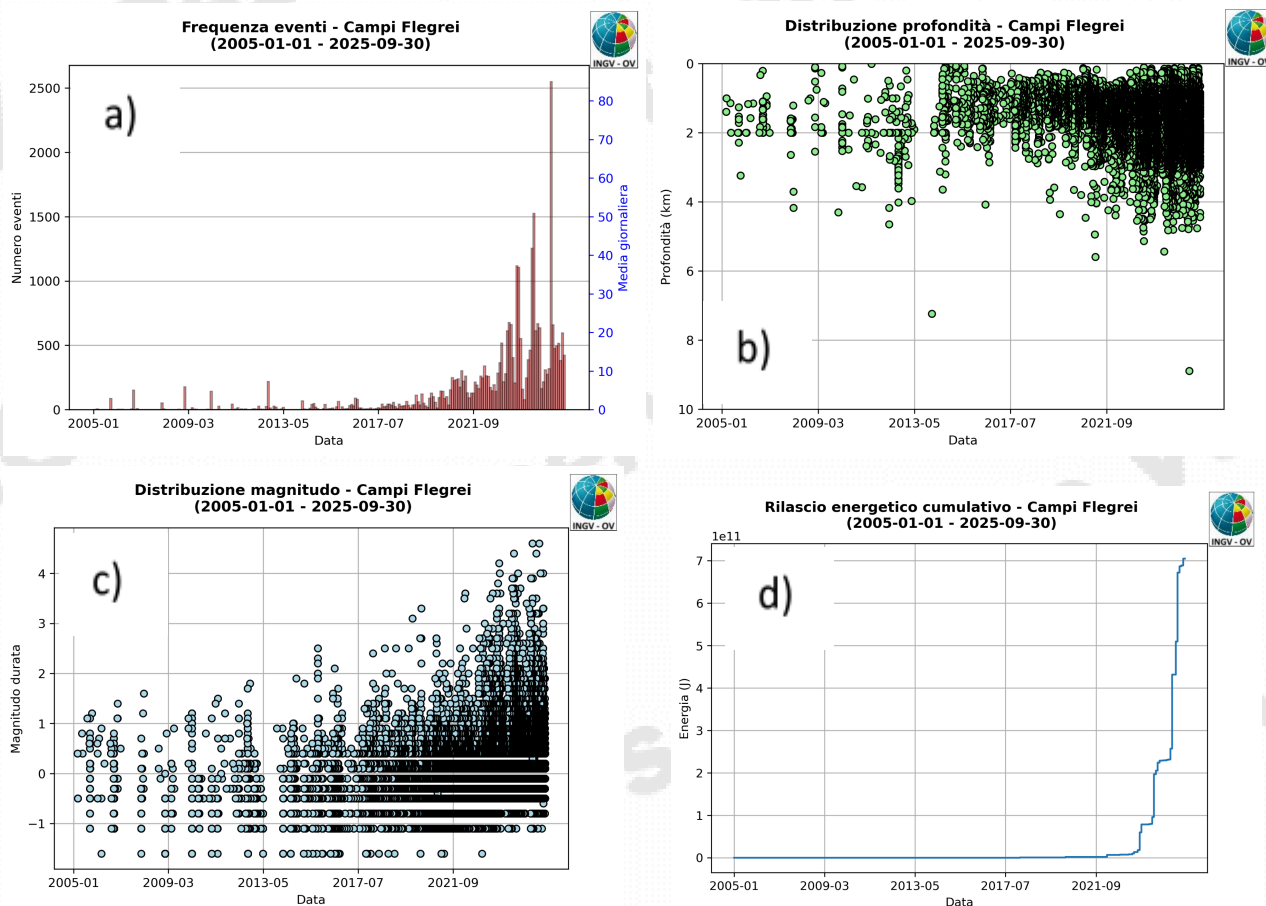 Frequenza eventi - Campi Flegrei
(2005-01-01 - 2025-09-30)
INGV - OV
a)
2500
2000
1500
1000
500
0
Numero eventi
80
70
60
50
40
30
20
10
0
Media giornaliera
2005-01 2009-03 2013-05 2017-07 2021-09
Data
Distribuzione profondità - Campi Flegrei
(2005-01-01 - 2025-09-30)
INGV - OV
0
2
4
6
8
10
Profondità (km)
b)
2005-01 2009-03 2013-05 2017-07 2021-09
Data
Distribuzione magnitudo - Campi Flegrei
(2005-01-01 - 2025-09-30)
INGV - OV
c)
4
3
2
1
0
−1
Magnitudo durata
2005-01 2009-03 2013-05 2017-07 2021-09
Data
Rilascio energetico cumulativo - Campi Flegrei
(2005-01-01 - 2025-09-30)
INGV - OV
1e11
d)
7
6
5
4
3
2
1
0
Energia (J)
2005-01 2009-03 2013-05 2017-07 2021-09
Data